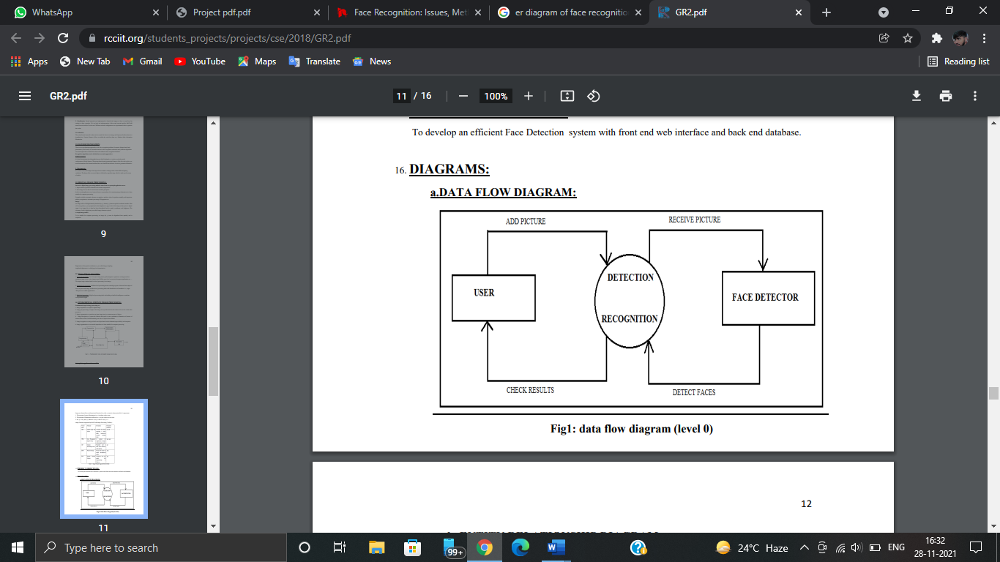 WhatsApp
Project pdf.pdf
Face Recognition: Issues, Met
er diagram of face recognitio
GR2.pdf
rcciit.org/students_projects/projects/cse/2018/GR2.pdf
Apps
New Tab
Gmail
YouTube
Maps
Translate
News
Reading list
GR2.pdf
11 / 16
100%
9
10
11
To develop an efficient Face Detection system with front end web interface and back end database.
16. DIAGRAMS:
a.DATA FLOW DIAGRAM:
ADD PICTURE
RECEIVE PICTURE
USER
DETECTION
RECOGNITION
FACE DETECTOR
CHECK RESULTS
DETECT FACES
Fig1: data flow diagram (level 0)
12
Type here to search
99+
24°C Haze
ENG
16:32
28-11-2021